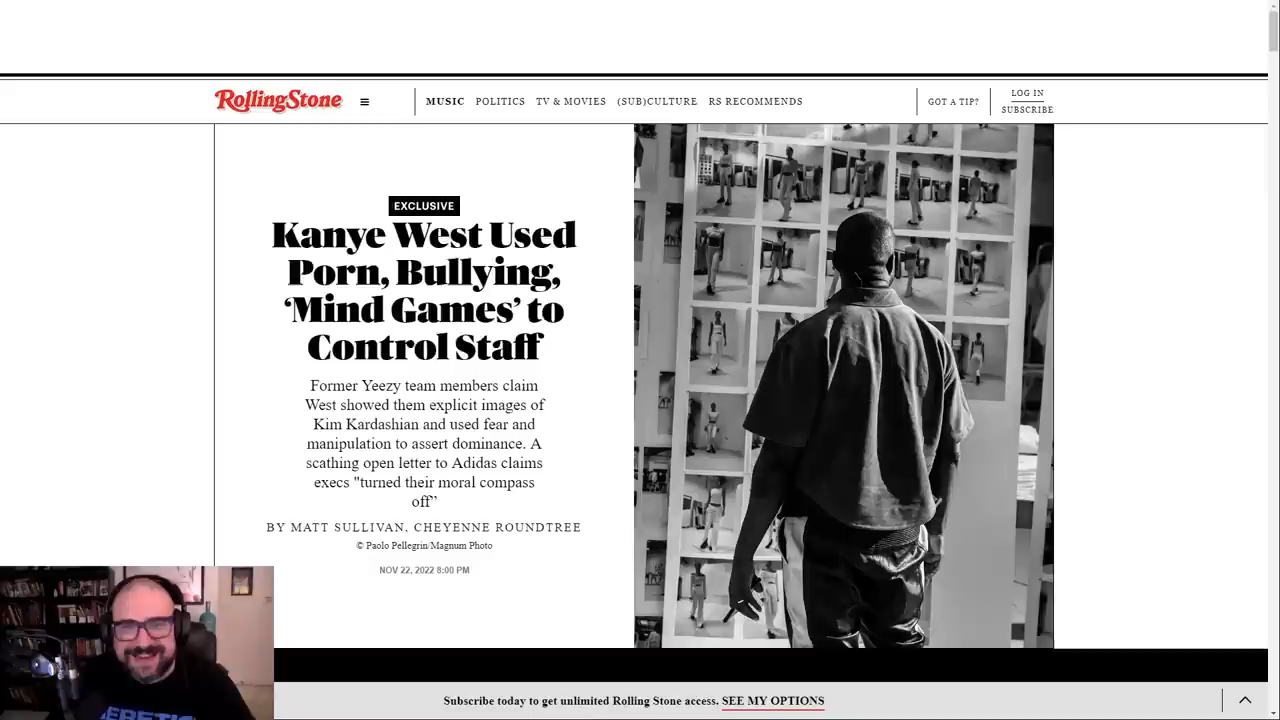 RollingStone
MUSIC POLITICS TV & MOVIES (SUB)CULTURE RS RECOMMENDS
GOT A TIP?
LOG IN
SUBSCRIBE
EXCLUSIVE
Kanye West Used
Porn, Bullying,
‘Mind Games’ to
Control Staff
Former Yeezy team members claim
West showed them explicit images of
Kim Kardashian and used fear and
manipulation to assert dominance. A
scathing open letter to Adidas claims
execs "turned their moral compass
off”
BY MATT SULLIVAN, CHEYENNE ROUNDTREE
© Paolo Pellegrin/Magnum Photo
NOV 22, 2022 8:00 PM
Subscribe today to get unlimited Rolling Stone access. SEE MY OPTIONS